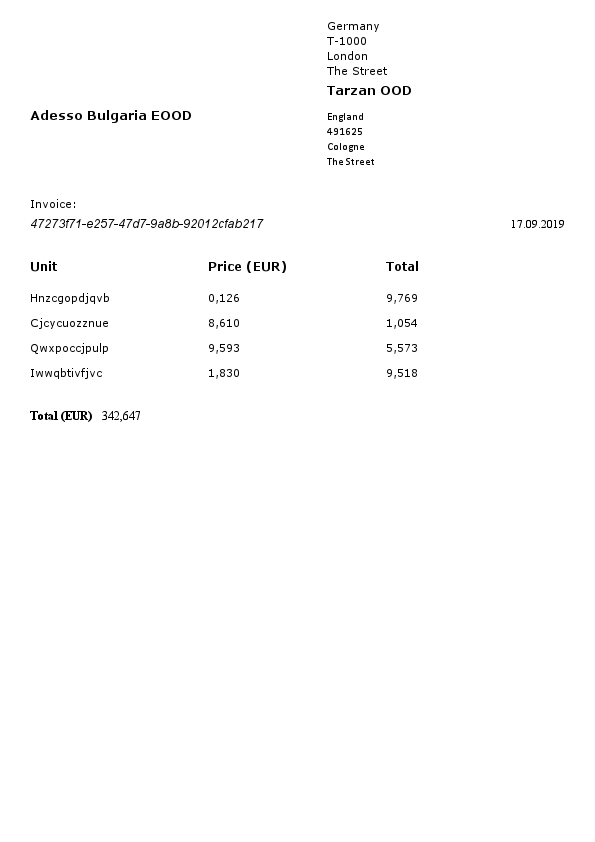 Germany
T-1000
London
The Street
Tarzan OOD
Adesso Bulgaria EOOD
England
491625
Cologne
The Street
Invoice:
47273f71-e257-47d7-9a8b-92012cfab217 17.09.2019
Unit Price (EUR) Total
Hnzcgopdjqvb 0,126 9,769
Cjcycuozznue 8,610 1,054
Qwxpoccjpulp 9,593 5,573
Iwwqbtivfjvc 1,830 9,518
Total (EUR) 342,647